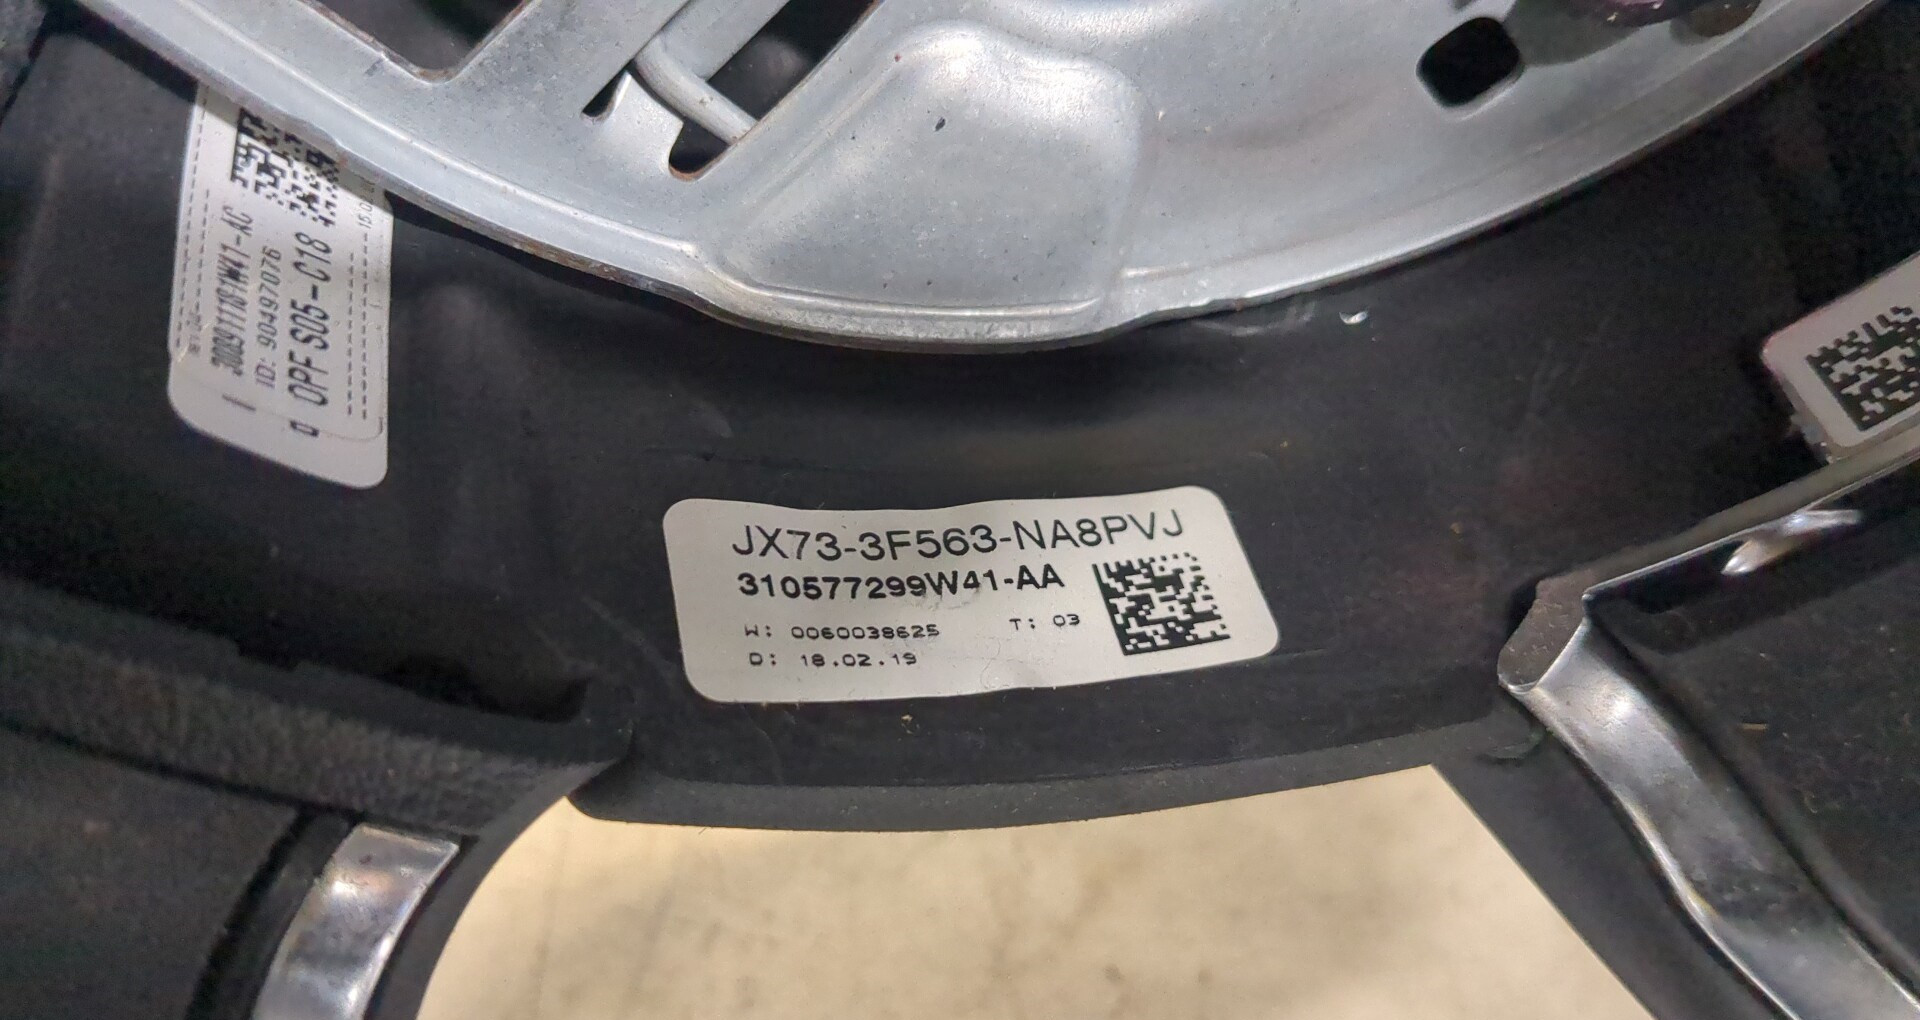 ID: 90497076
OPF S05-C18
JX73-3F563-NA8PVJ
310577299W41-AA
W: 0060038625 T: 03
D: 18.02.19